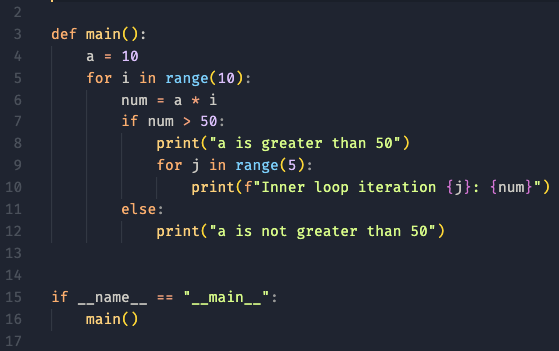 2
3 def main():
4     a = 10
5     for i in range(10):
6         num = a * i
7         if num > 50:
8             print("a is greater than 50")
9             for j in range(5):
10                 print(f"Inner loop iteration {j}: {num}")
11         else:
12             print("a is not greater than 50")
13
14
15 if __name__ == "__main__":
16     main()
17